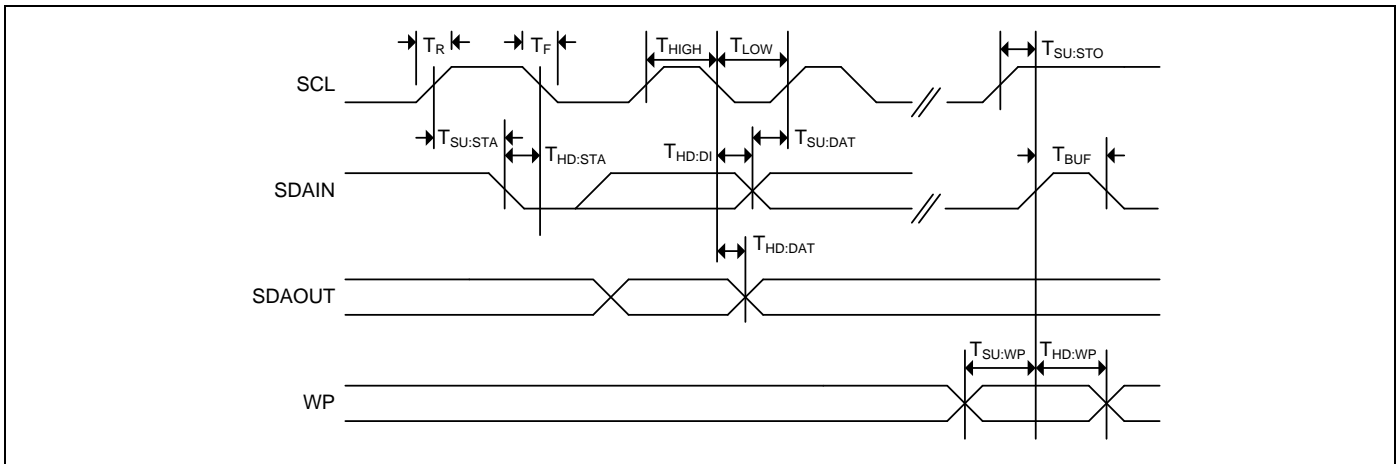 TR TF THIGH TLOW TSU:STO
SCL
TSU:STA THD:STA THD:DI TSU:DAT TBUF
SDAIN
THD:DAT
SDAOUT
TSU:WP THD:WP
WP